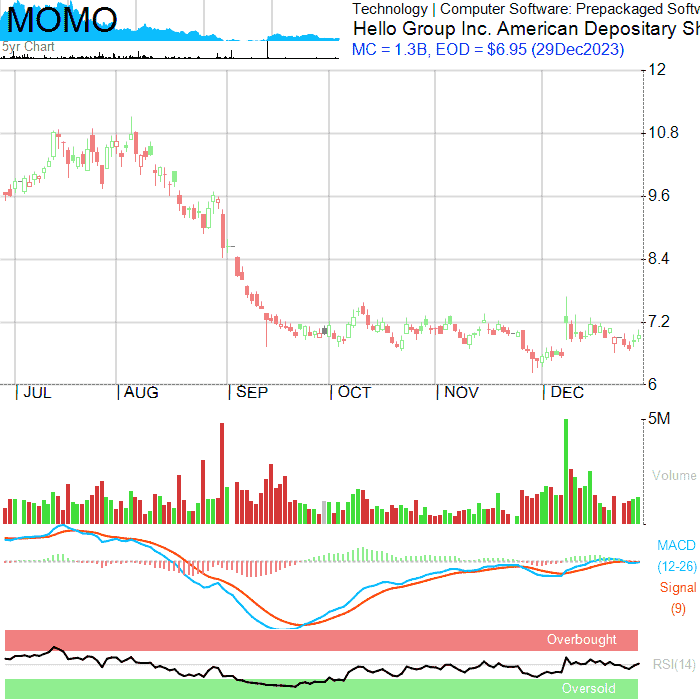 MOMO
Technology | Computer Software: Prepackaged Softw
Hello Group Inc. American Depositary Sh
5yr Chart
MC = 1.3B, EOD = $6.95 (29Dec2023)
12
10.8
9.6
8.4
7.2
6
| JUL | AUG | SEP | OCT | NOV | DEC
5M
Volume
MACD
(12-26)
Signal
(9)
Overbought
RSI(14)
Oversold